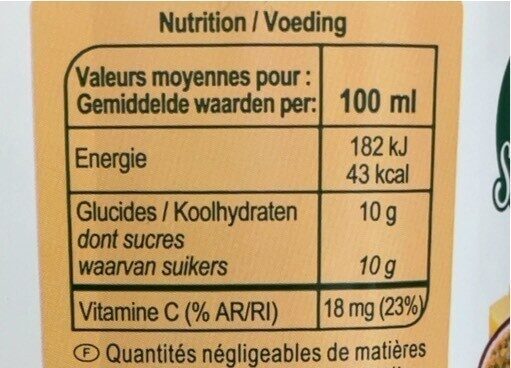 Nutrition / Voeding
Valeurs moyennes pour :
Gemiddelde waarden per: 100 ml
Energie 182 kJ
43 kcal
Glucides / Koolhydraten 10 g
dont sucres
waarvan suikers 10 g
Vitamine C (% AR/RI) 18 mg (23%)
F Quantités négligeables de matières